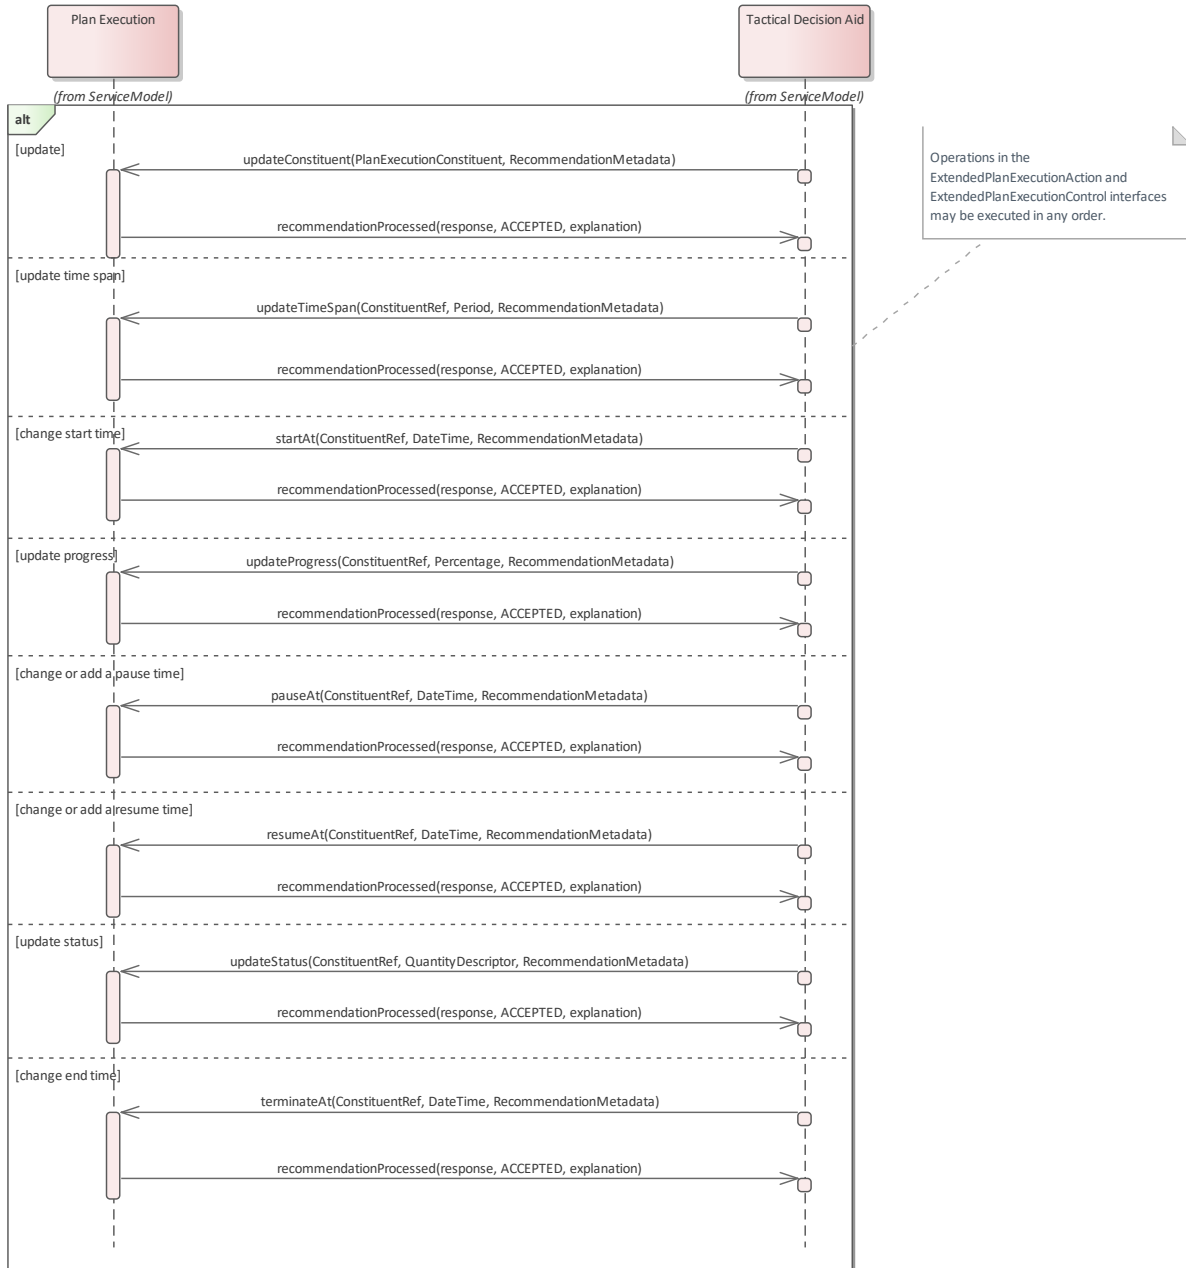 Plan Execution
Tactical Decision Aid
(from ServiceModel)
(from ServiceModel)
alt
[update]
updateConstituent(PlanExecutionConstituent, RecommendationMetadata)
Operations in the
ExtendedPlanExecutionAction and
ExtendedPlanExecutionControl interfaces
may be executed in any order.
recommendationProcessed(response, ACCEPTED, explanation)
[update time span]
updateTimeSpan(ConstituentRef, Period, RecommendationMetadata)
recommendationProcessed(response, ACCEPTED, explanation)
[change start time]
startAt(ConstituentRef, DateTime, RecommendationMetadata)
recommendationProcessed(response, ACCEPTED, explanation)
[update progress]
updateProgress(ConstituentRef, Percentage, RecommendationMetadata)
recommendationProcessed(response, ACCEPTED, explanation)
[change or add a pause time]
pauseAt(ConstituentRef, DateTime, RecommendationMetadata)
recommendationProcessed(response, ACCEPTED, explanation)
[change or add a resume time]
resumeAt(ConstituentRef, DateTime, RecommendationMetadata)
recommendationProcessed(response, ACCEPTED, explanation)
[update status]
updateStatus(ConstituentRef, QuantityDescriptor, RecommendationMetadata)
recommendationProcessed(response, ACCEPTED, explanation)
[change end time]
terminateAt(ConstituentRef, DateTime, RecommendationMetadata)
recommendationProcessed(response, ACCEPTED, explanation)